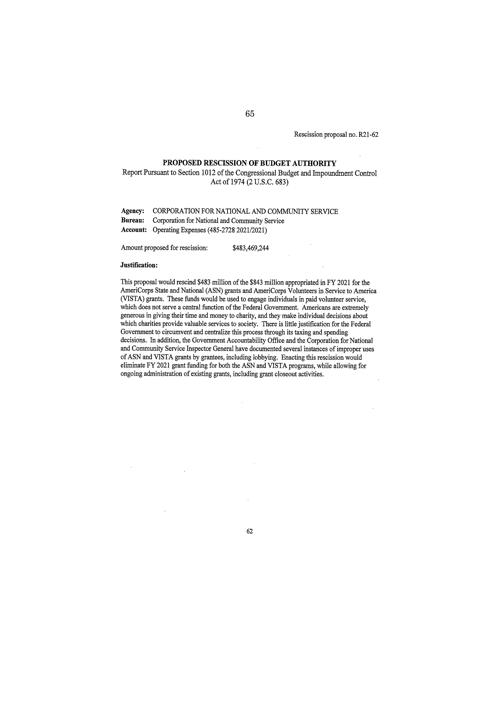 65
Rescission proposal no. R21-62
PROPOSED RESCISSION OF BUDGET AUTHORITY
Report Pursuant to Section 1012 of the Congressional Budget and Impoundment Control
Act of 1974 (2 U.S.C. 683)
Agency: CORPORATION FOR NATIONAL AND COMMUNITY SERVICE
Bureau: Corporation for National and Community Service
Account: Operating Expenses (485-2728 2021/2021)
Amount proposed for rescission: $483,469,244
Justification:
This proposal would rescind $483 million of the $843 million appropriated in FY 2021 for the
AmeriCorps State and National (ASN) grants and AmeriCorps Volunteers in Service to America
(VISTA) grants. These funds would be used to engage individuals in paid volunteer service,
which does not serve a central function of the Federal Government. Americans are extremely
generous in giving their time and money to charity, and they make individual decisions about
which charities provide valuable services to society. There is little justification for the Federal
Government to circumvent and centralize this process through its taxing and spending
decisions. In addition, the Government Accountability Office and the Corporation for National
and Community Service Inspector General have documented several instances of improper uses
of ASN and VISTA grants by grantees, including lobbying. Enacting this rescission would
eliminate FY 2021 grant funding for both the ASN and VISTA programs, while allowing for
ongoing administration of existing grants, including grant closeout activities.
62